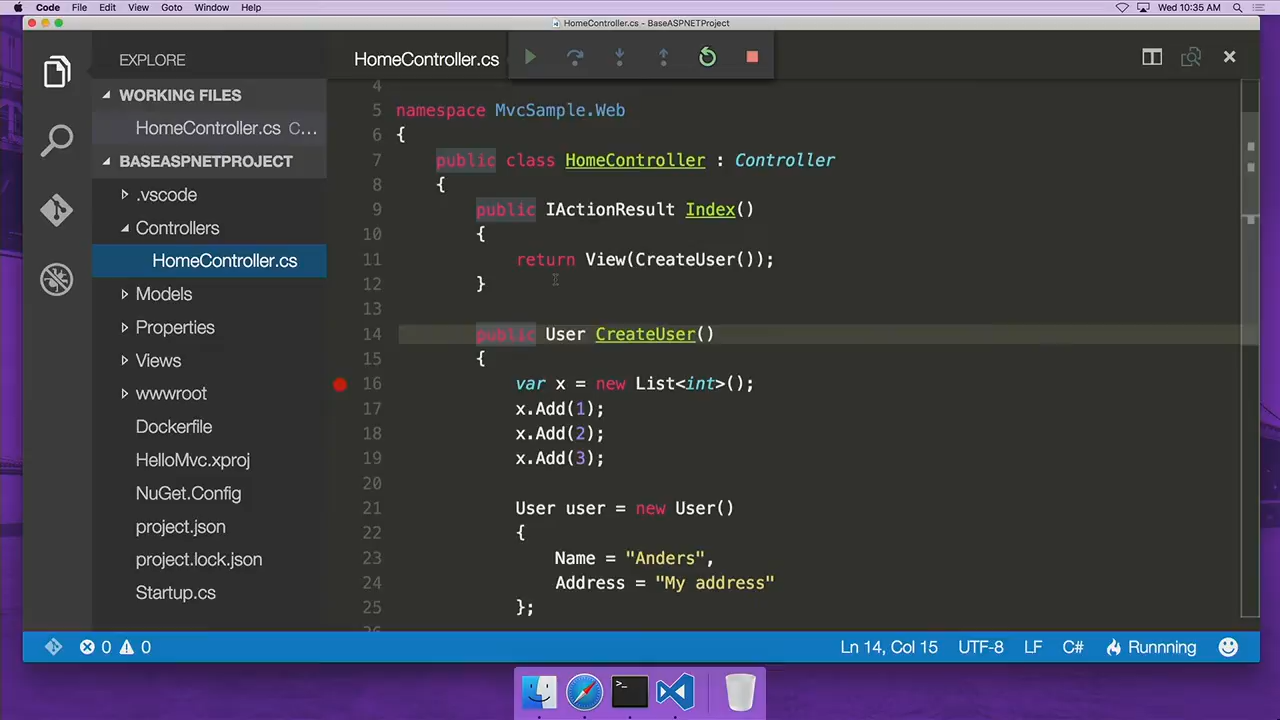 Code File Edit View Goto Window Help Wed 10:35 AM
HomeController.cs - BaseASPNETProject
EXPLORE
WORKING FILES
HomeController.cs C...
BASEASPNETPROJECT
.vscode
Controllers
HomeController.cs
Models
Properties
Views
wwwroot
Dockerfile
HelloMvc.xproj
NuGet.Config
project.json
project.lock.json
Startup.cs
HomeController.cs
4
5 namespace MvcSample.Web
6 {
7 public class HomeController : Controller
8 {
9 public IActionResult Index()
10 {
11 return View(CreateUser());
12 }
13
14 public User CreateUser()
15 {
16 var x = new List<int>();
17 x.Add(1);
18 x.Add(2);
19 x.Add(3);
20
21 User user = new User()
22 {
23 Name = "Anders",
24 Address = "My address"
25 };
0 0 Ln 14, Col 15 UTF-8 LF C# Runnning